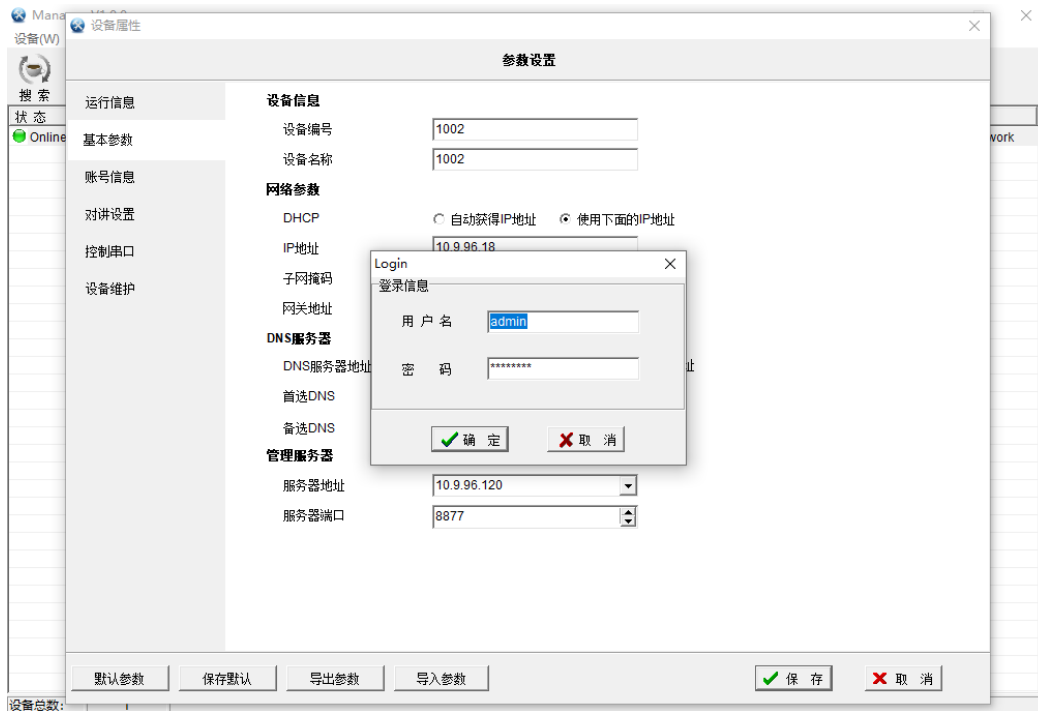 设备属性
设备(W)
参数设置
搜 索
状 态
Online
运行信息
基本参数
账号信息
对讲设置
控制串口
设备维护
设备信息
设备编号 1002
设备名称 1002
网络参数
DHCP 自动获得IP地址 使用下面的IP地址
IP地址 10.9.96.18
子网掩码
网关地址
DNS服务器
DNS服务器地址
首选DNS
备选DNS
管理服务器
服务器地址 10.9.96.120
服务器端口 8877
Login
登录信息
用 户 名 admin
密 码 ********
确 定 取 消
默认参数 保存默认 导出参数 导入参数 保 存 取 消
设备总数: